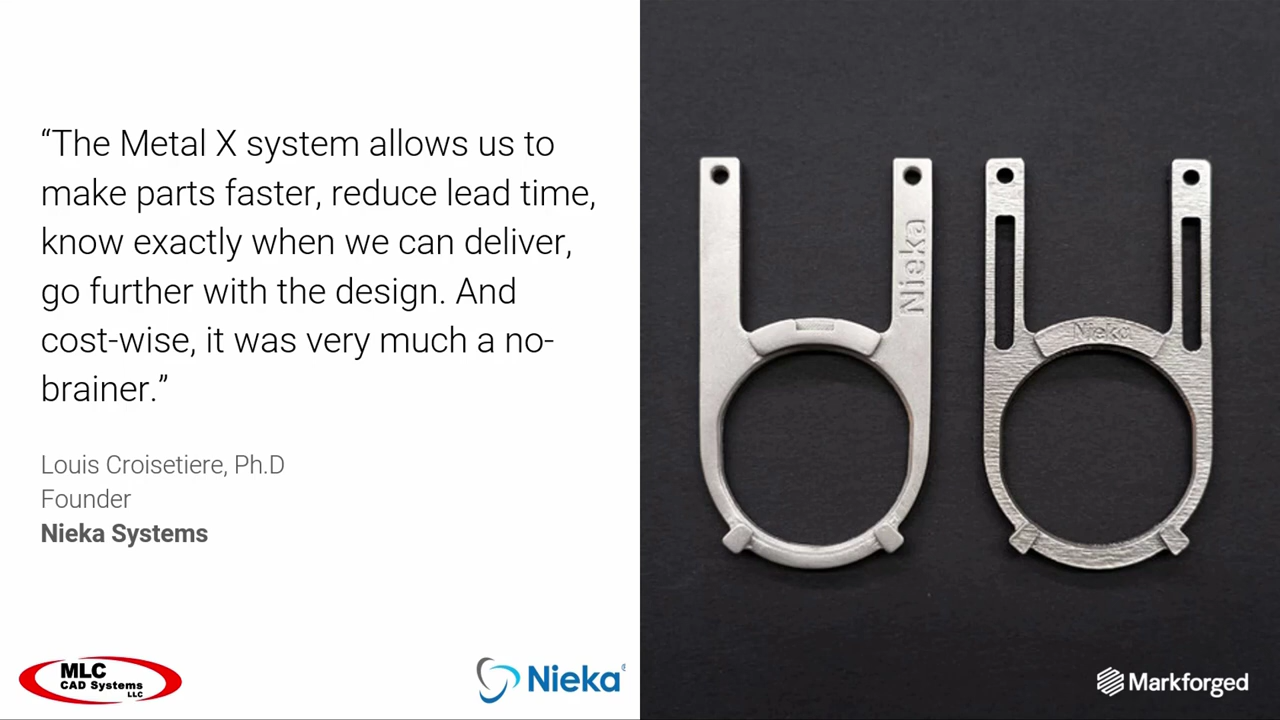 “The Metal X system allows us to
make parts faster, reduce lead time,
know exactly when we can deliver,
go further with the design. And
cost-wise, it was very much a no-
brainer.”
Louis Croisetiere, Ph.D
Founder
Nieka Systems
MLC
CAD Systems
LLC
Nieka
Nieka
Nieka
Markforged